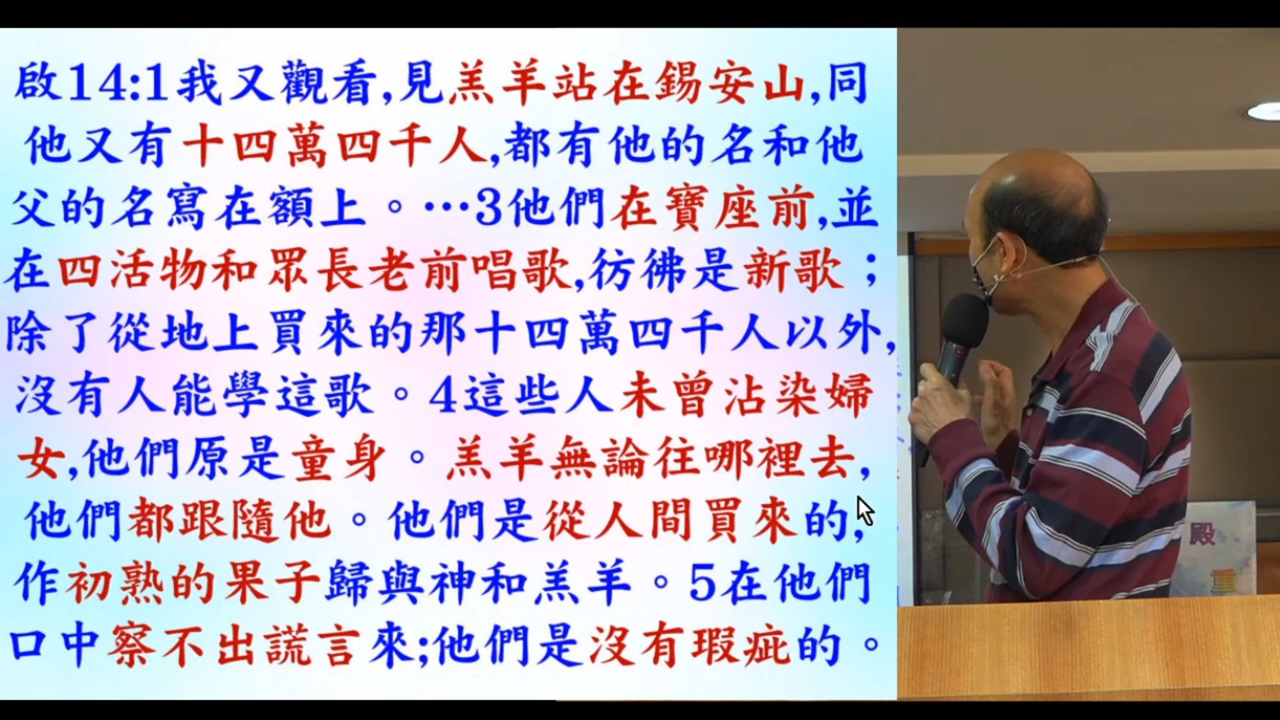 啟14:1我又觀看,見羔羊站在錫安山,同
他又有十四萬四千人,都有他的名和他
父的名寫在額上。…3他們在寶座前,並
在四活物和眾長老前唱歌,彷彿是新歌；
除了從地上買來的那十四萬四千人以外,
沒有人能學這歌。4這些人未曾沾染婦
女,他們原是童身。羔羊無論往哪裡去,
他們都跟隨他。他們是從人間買來的,
作初熟的果子歸與神和羔羊。5在他們
口中察不出謊言來;他們是沒有瑕疵的。
殿